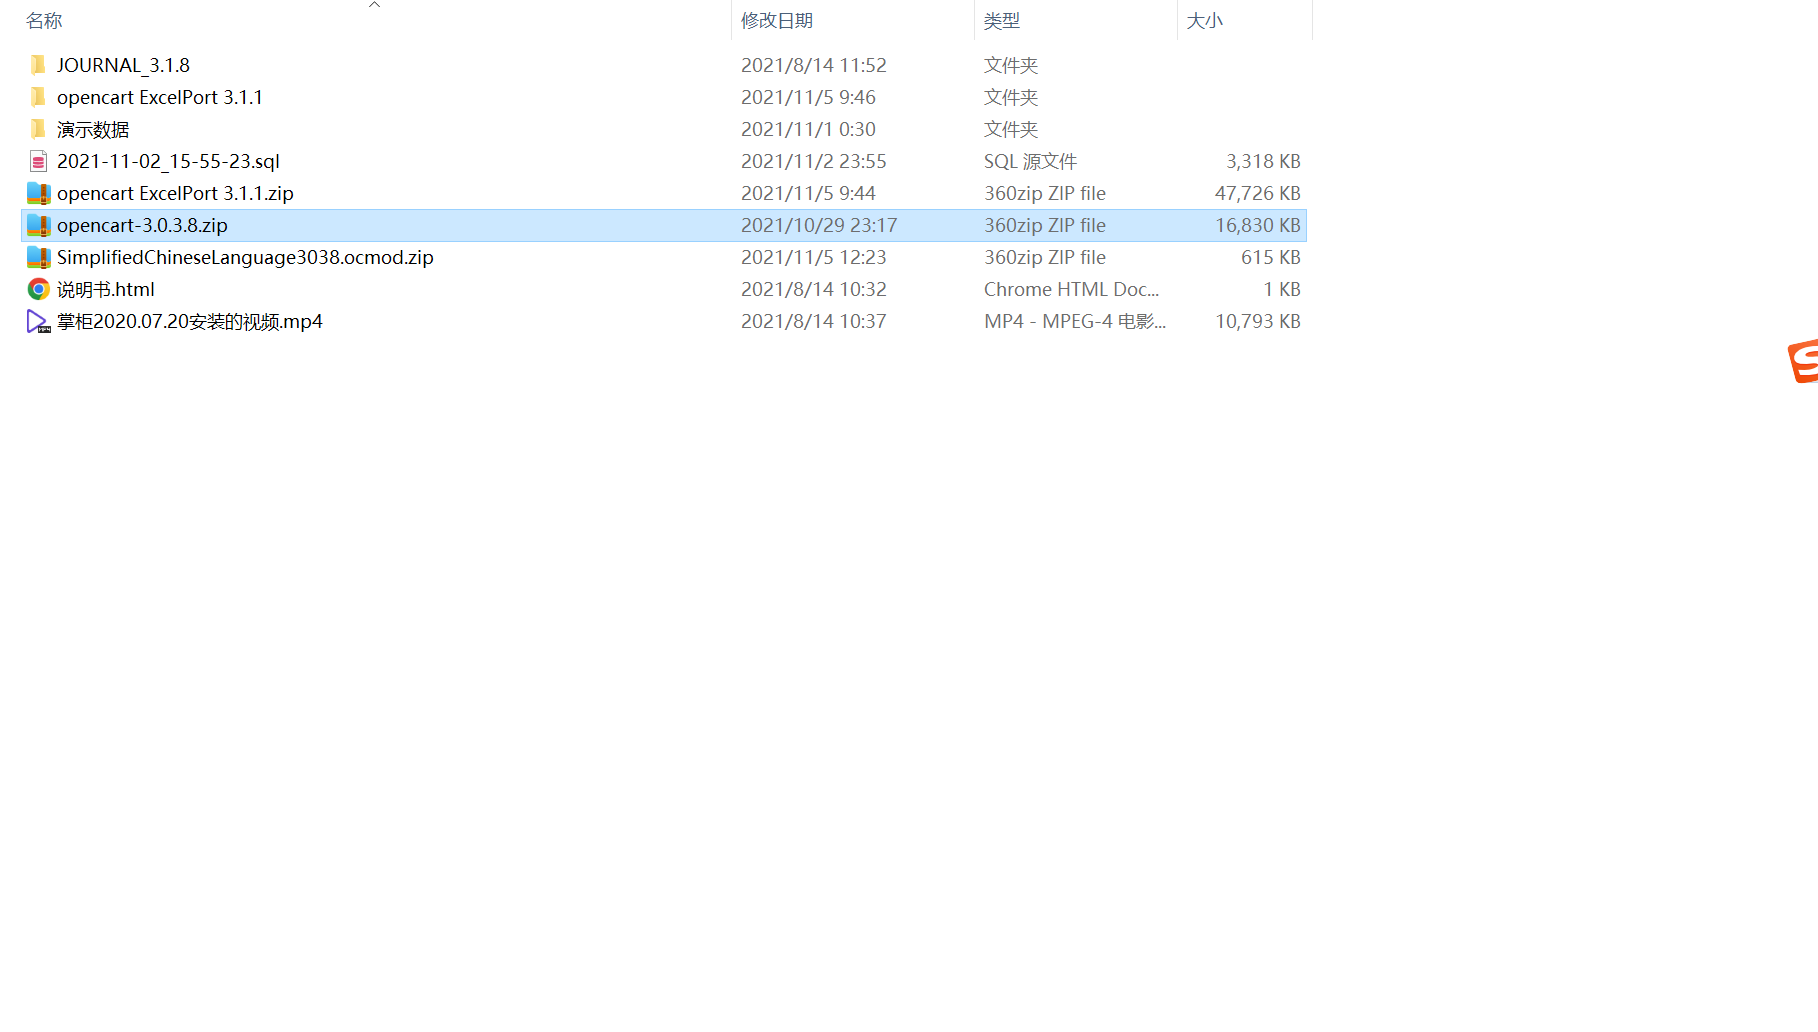 名称 修改日期 类型 大小
JOURNAL_3.1.8 2021/8/14 11:52 文件夹
opencart ExcelPort 3.1.1 2021/11/5 9:46 文件夹
演示数据 2021/11/1 0:30 文件夹
2021-11-02_15-55-23.sql 2021/11/2 23:55 SQL 源文件 3,318 KB
opencart ExcelPort 3.1.1.zip 2021/11/5 9:44 360zip ZIP file 47,726 KB
opencart-3.0.3.8.zip 2021/10/29 23:17 360zip ZIP file 16,830 KB
SimplifiedChineseLanguage3038.ocmod.zip 2021/11/5 12:23 360zip ZIP file 615 KB
说明书.html 2021/8/14 10:32 Chrome HTML Doc... 1 KB
掌柜2020.07.20安装的视频.mp4 2021/8/14 10:37 MP4 - MPEG-4 电影... 10,793 KB